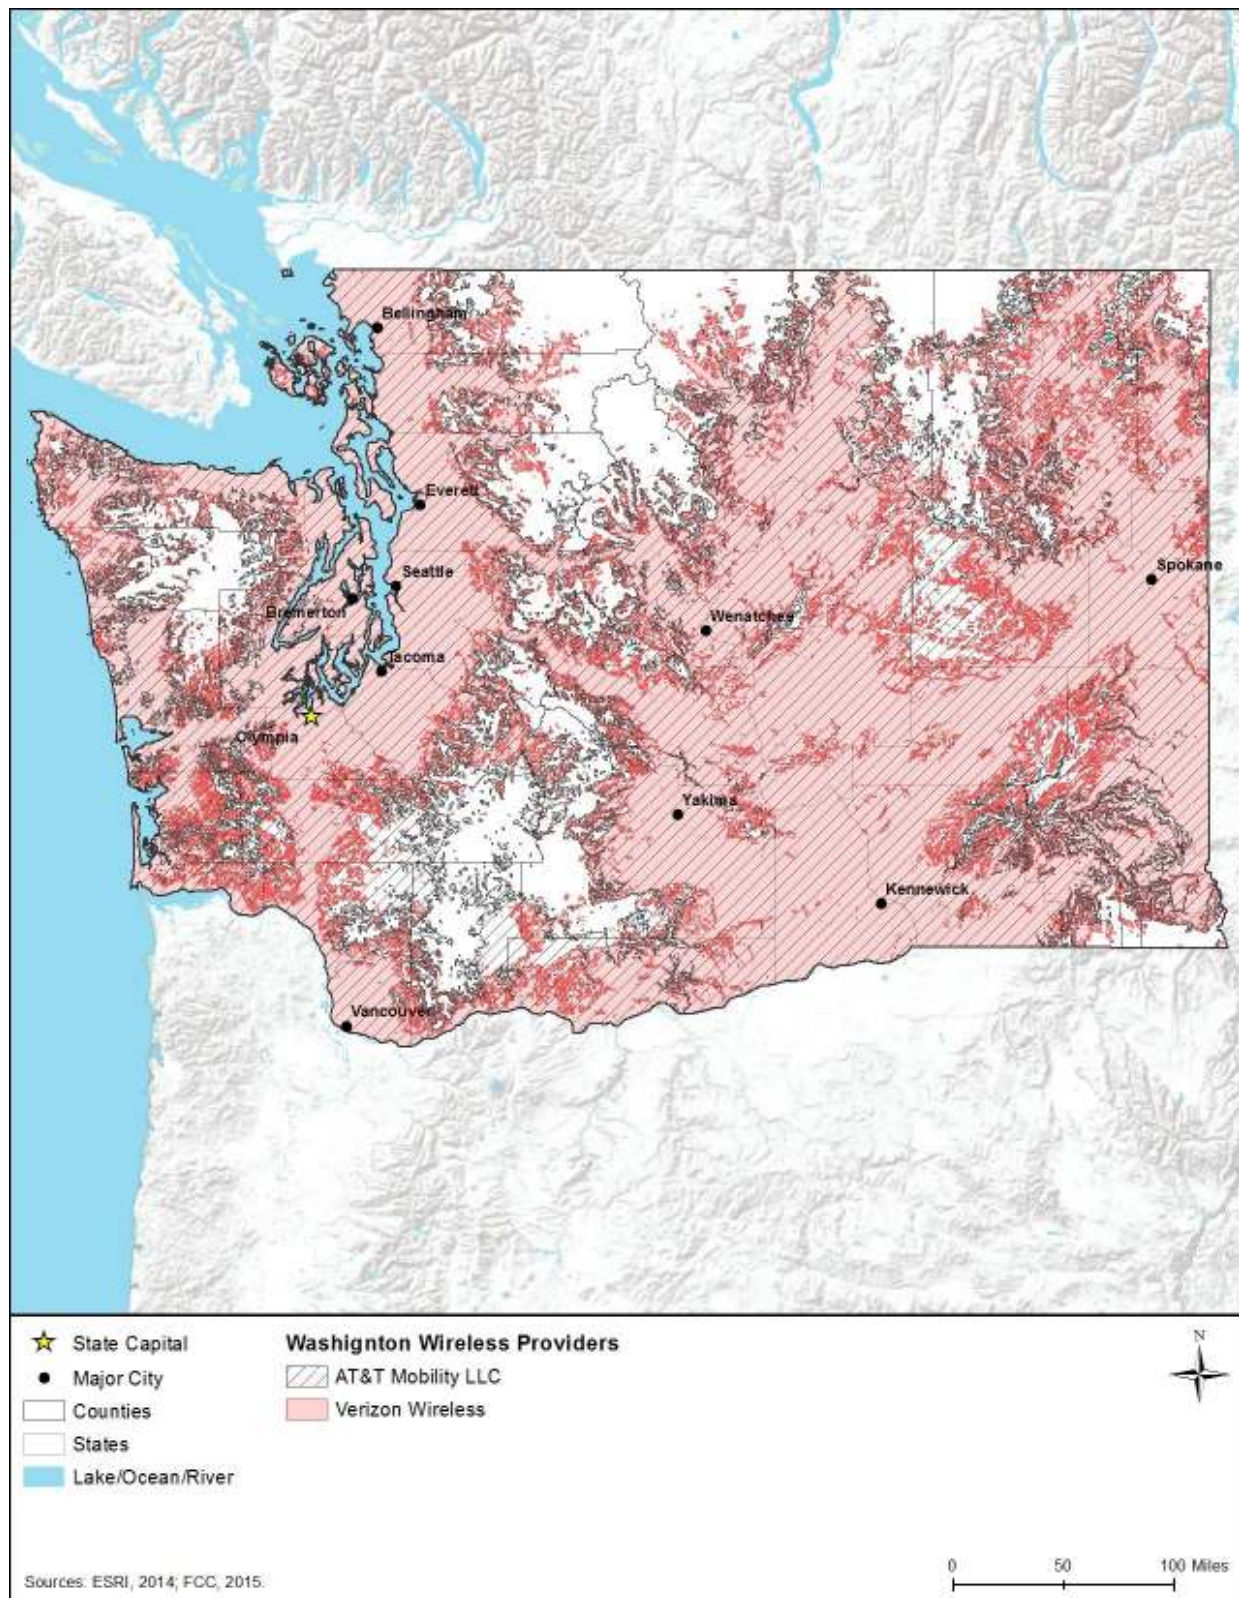 Bellingham
Everett
Seattle
Spokane
Bremerton
Wenatchee
Tacoma
Olympia
Yakima
Kennewick
Vancouver
State Capital
Major City
Counties
States
Lake/Ocean/River
Washignton Wireless Providers
AT&T Mobility LLC
Verizon Wireless
N
0 50 100 Miles
Sources: ESRI, 2014; FCC, 2015.